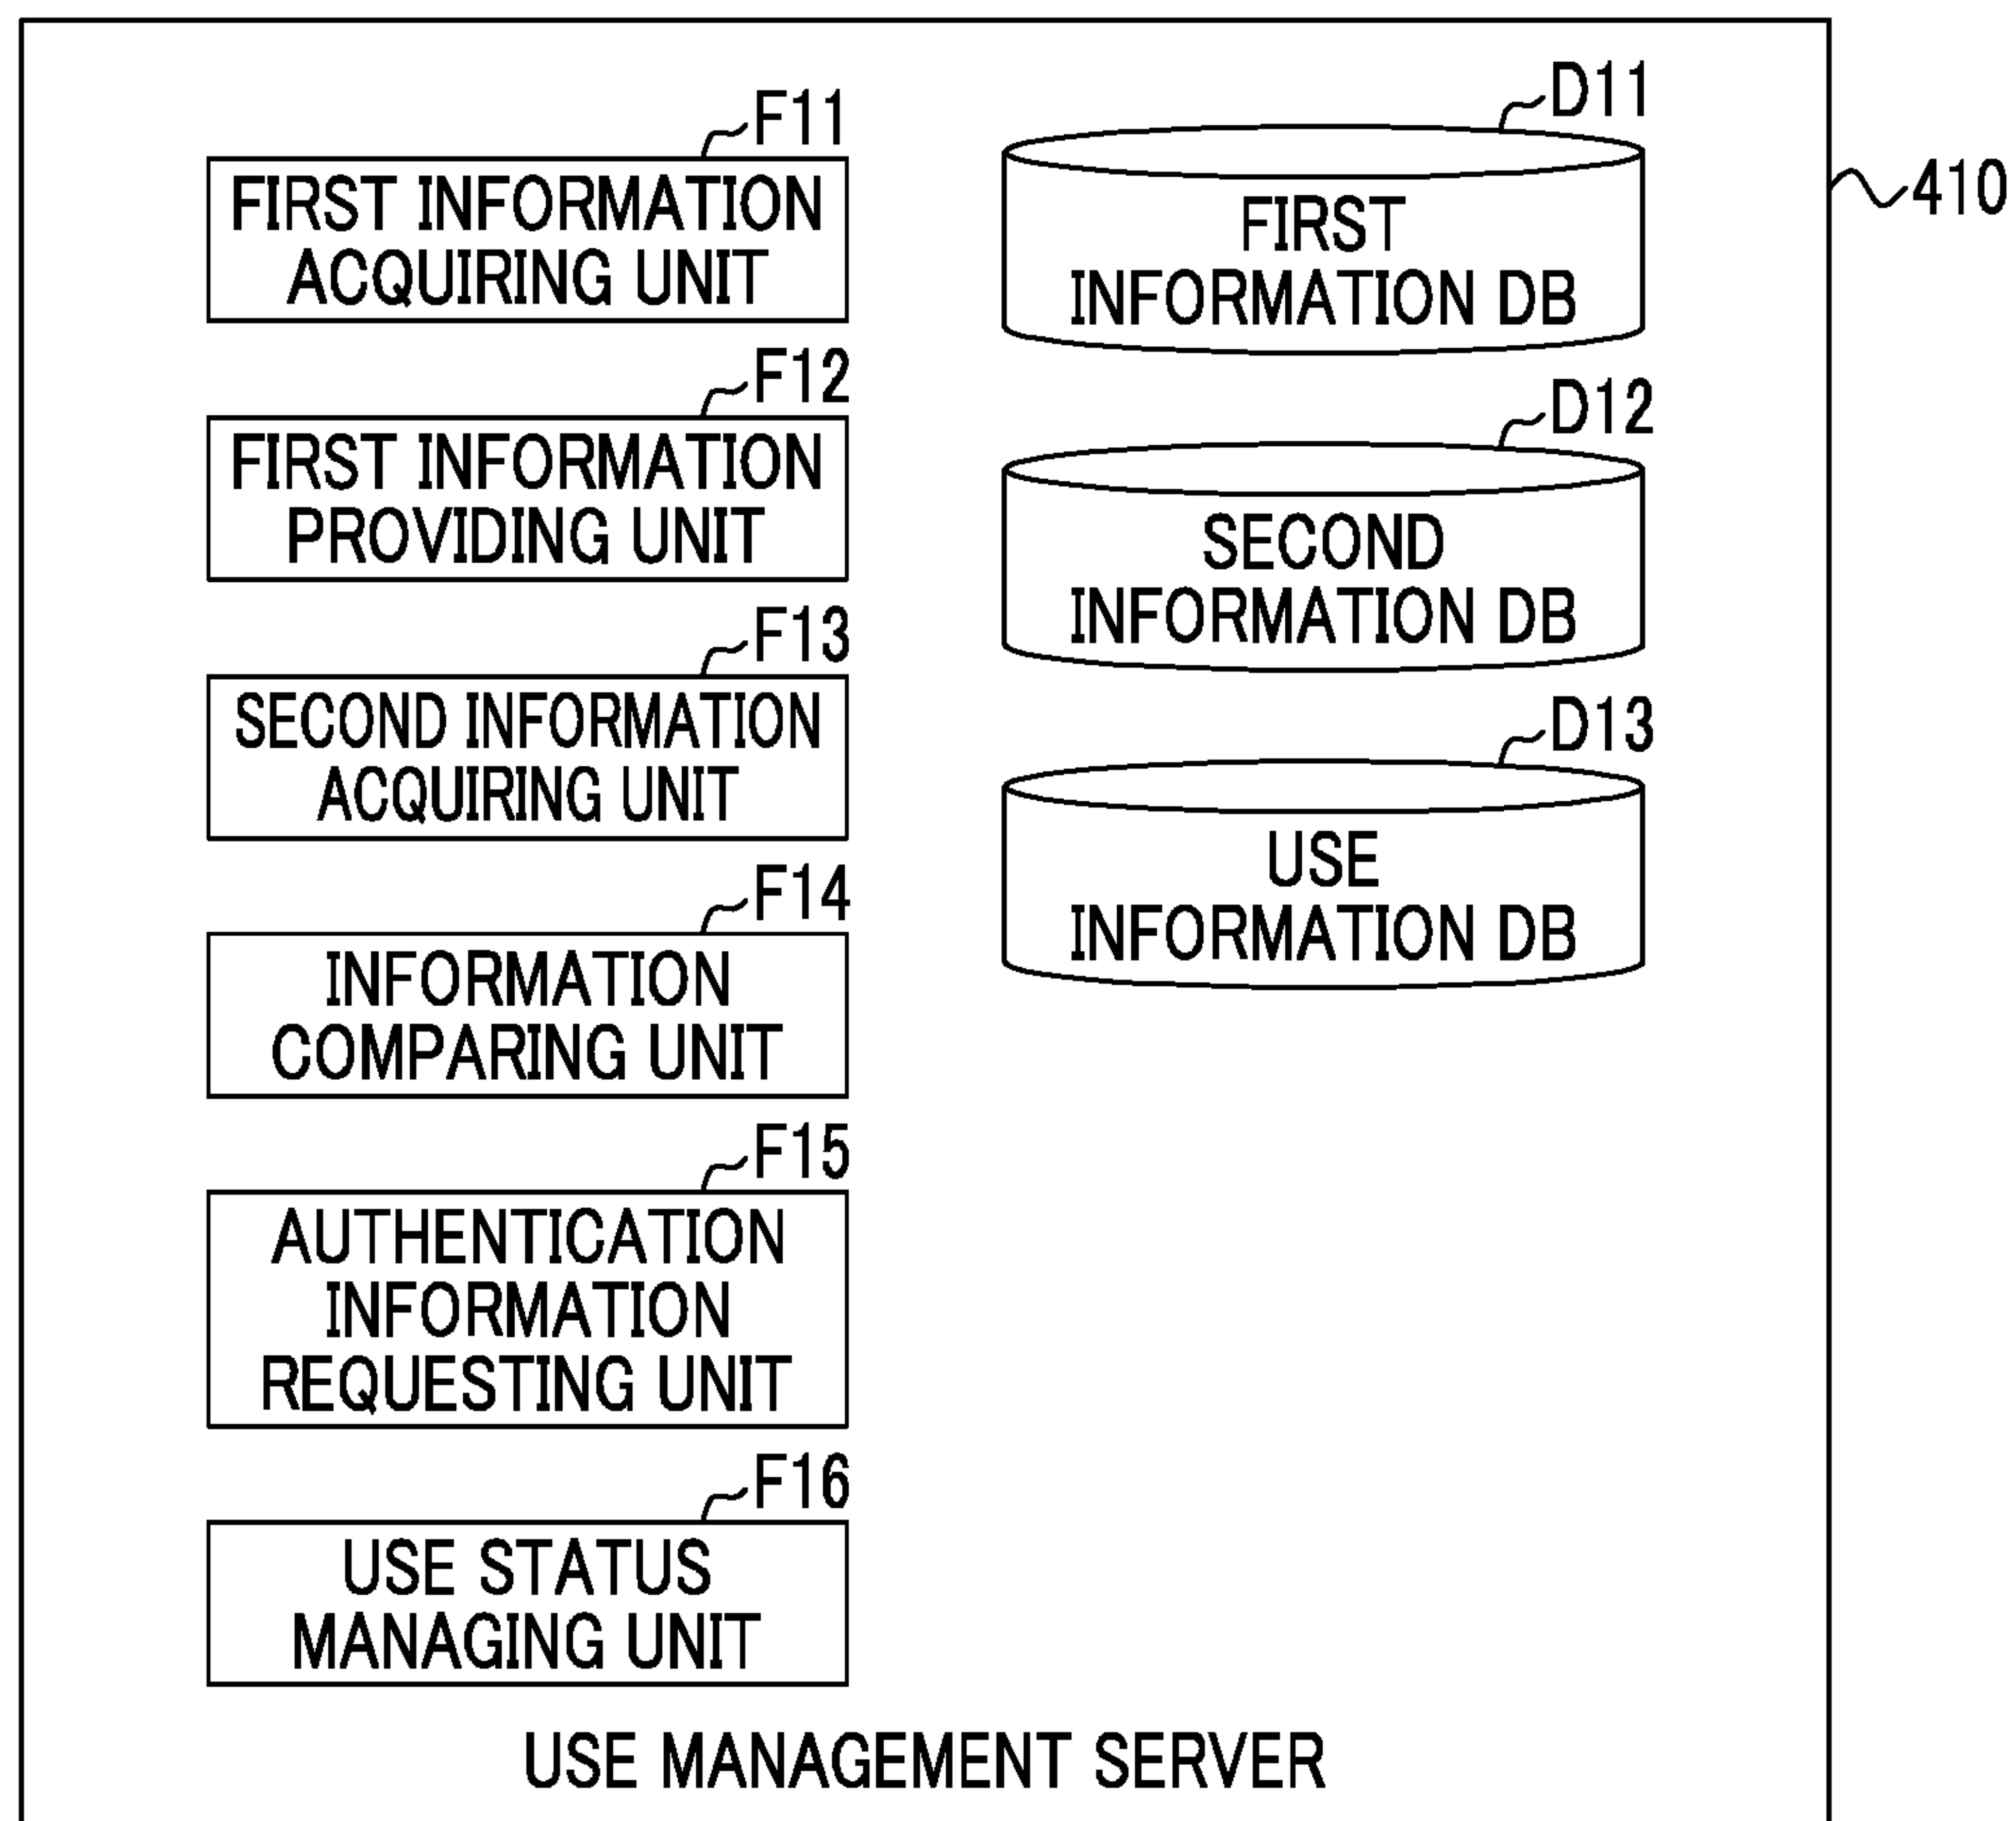 F11
FIRST INFORMATION
ACQUIRING UNIT
F12
FIRST INFORMATION
PROVIDING UNIT
F13
SECOND INFORMATION
ACQUIRING UNIT
F14
INFORMATION
COMPARING UNIT
F15
AUTHENTICATION
INFORMATION
REQUESTING UNIT
F16
USE STATUS
MANAGING UNIT
D11
FIRST
INFORMATION DB
D12
SECOND
INFORMATION DB
D13
USE
INFORMATION DB
410
USE MANAGEMENT SERVER